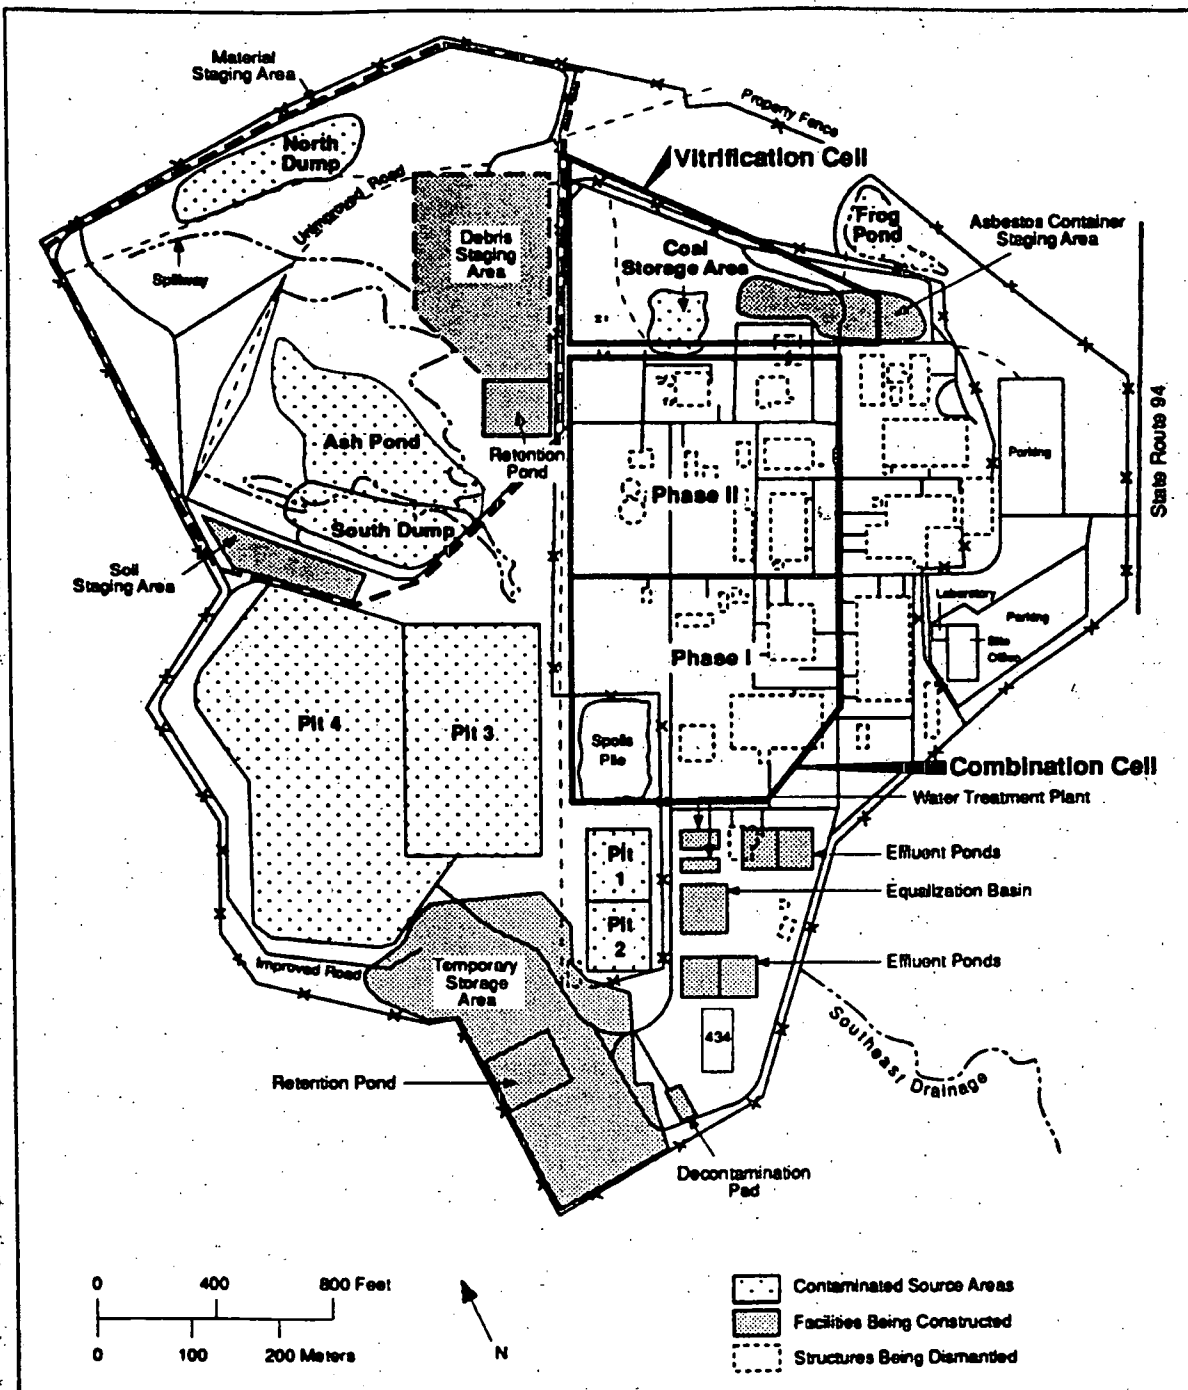 Material
Staging Area
Property Fence
North
Dump
Vitrification Cell
Unimproved Road
Frog
Pond
Asbestos Container
Staging Area
Debris
Staging
Area
Coal
Storage Area
Spillway
State Route 94
Ash Pond
Retention
Pond
Parking
Phase II
South Dump
Soil
Staging Area
Laboratory
Parking
Site
Office
Phase I
Pit 4
Pit 3
Spoils
Pile
Combination Cell
Water Treatment Plant
Pit
1
Effluent Ponds
Equalization Basin
Pit
2
Improved Road
Temporary
Storage
Area
Effluent Ponds
434
Southeast Drainage
Retention Pond
Decontamination
Pad
0 400 800 Feet
0 100 200 Meters
N
Contaminated Source Areas
Facilities Being Constructed
Structures Being Dismantled